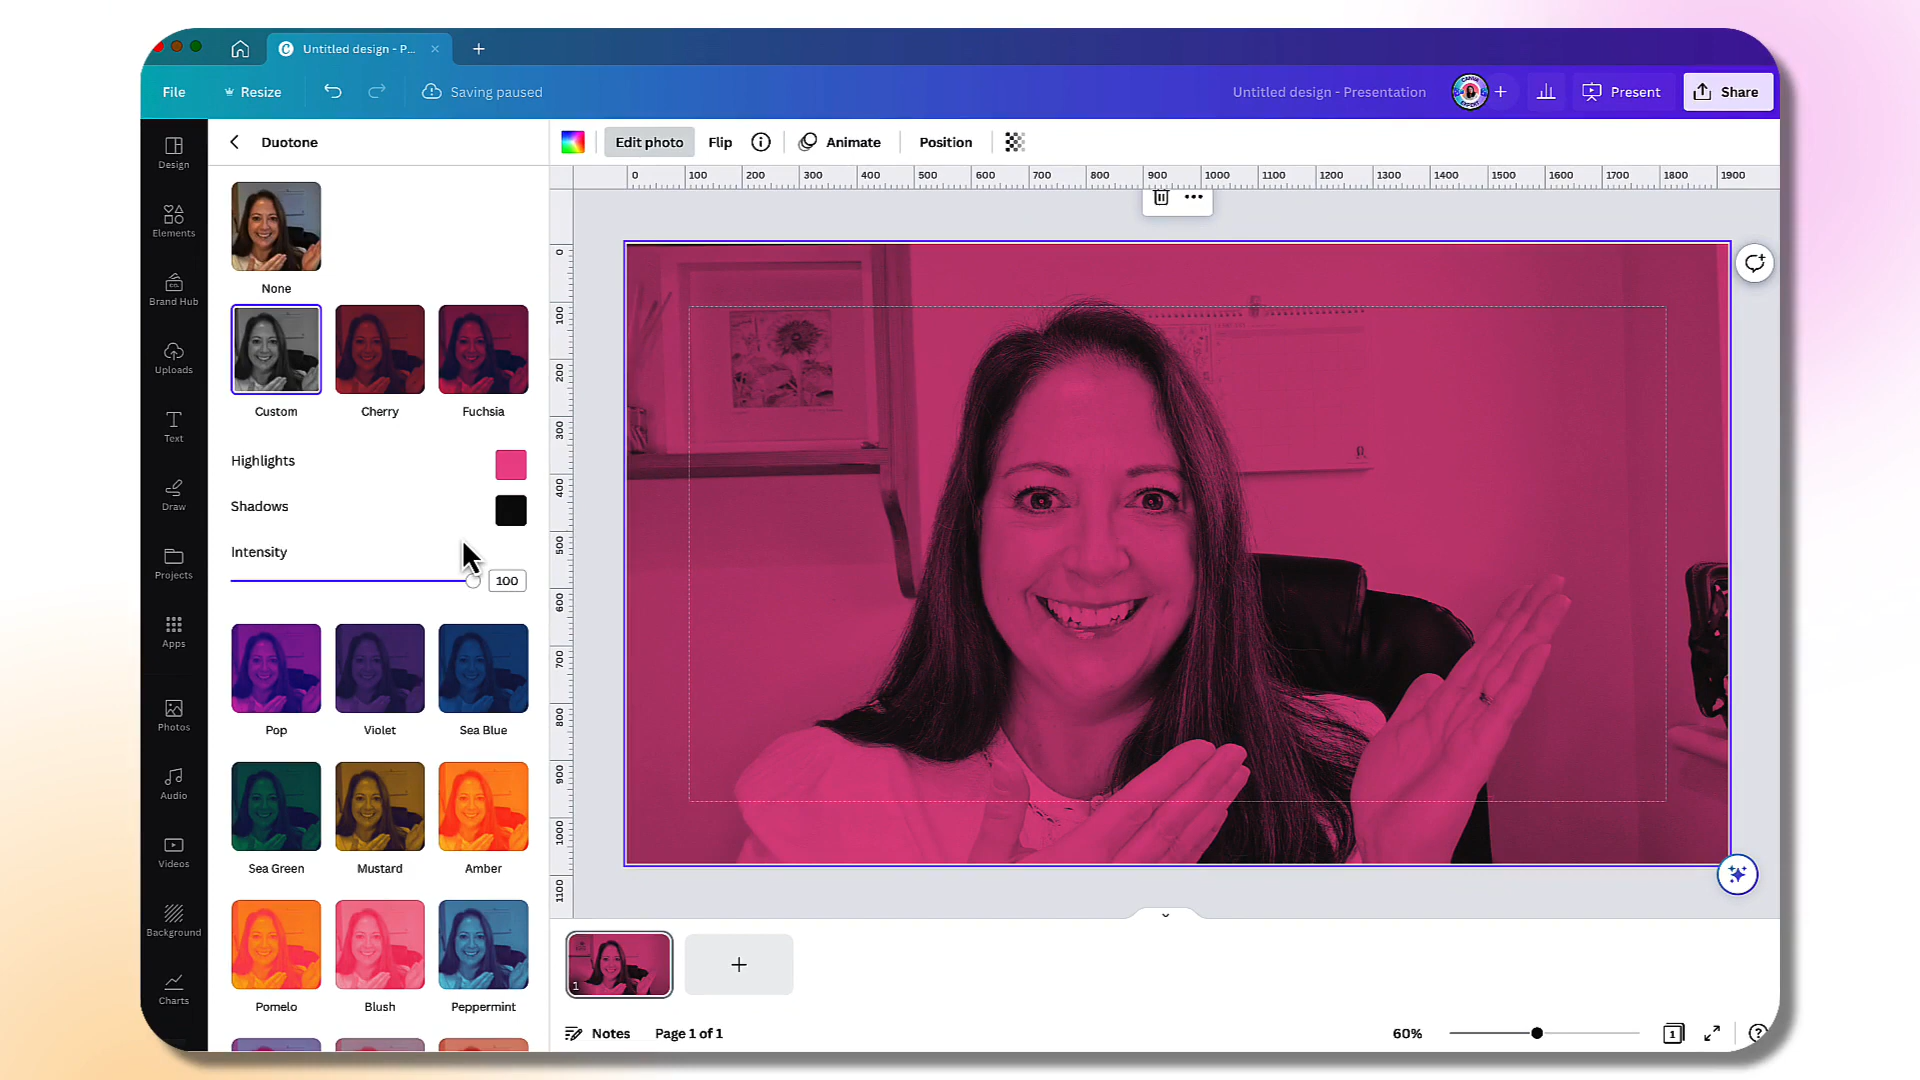 Untitled design - P...
File
Resize
Saving paused
Untitled design - Presentation
Present
Share
Duotone
Edit photo
Flip
Animate
Position
Design
Elements
Brand Hub
Uploads
Text
Draw
Projects
Apps
Photos
Audio
Videos
Background
Charts
None
Custom
Cherry
Fuchsia
Highlights
Shadows
Intensity
100
Pop
Violet
Sea Blue
Sea Green
Mustard
Amber
Pomelo
Blush
Peppermint
0 100 200 300 400 500 600 700 800 900 1000 1100 1200 1300 1400 1500 1600 1700 1800 1900
0
100
200
300
400
500
600
700
800
900
1000
1100
1
Notes
Page 1 of 1
60%
1